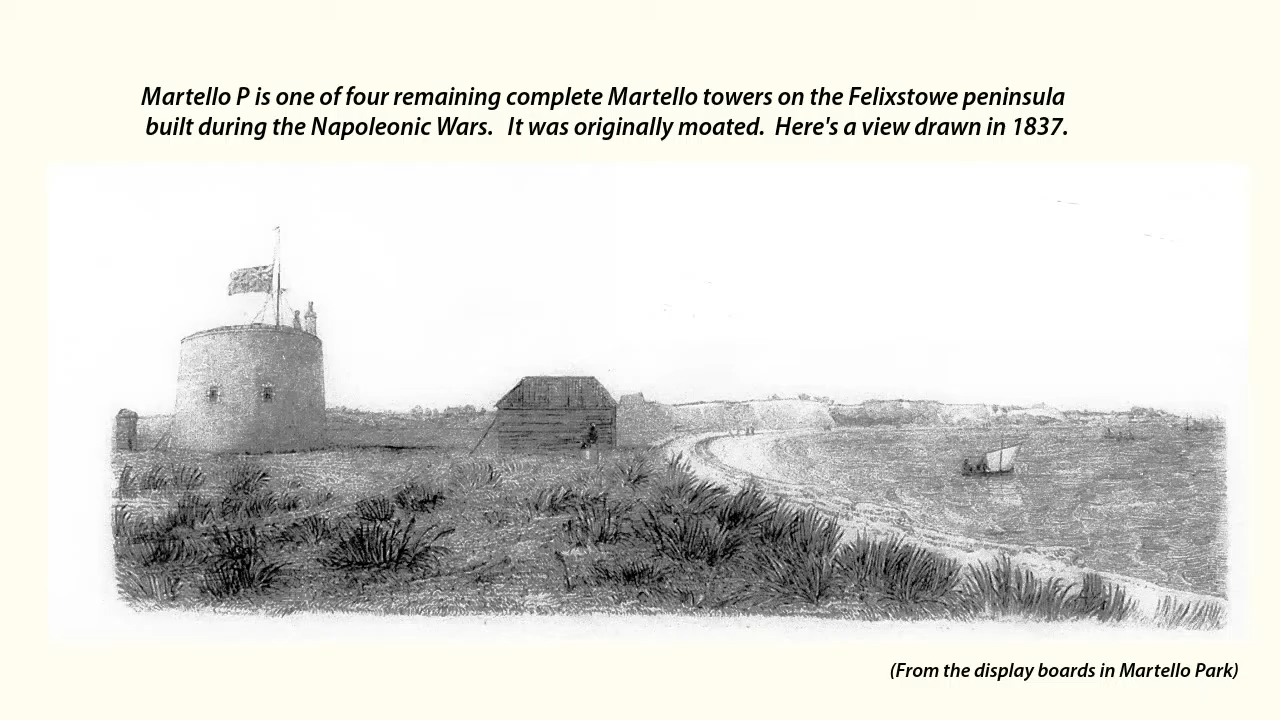 Martello P is one of four remaining complete Martello towers on the Felixstowe peninsula
built during the Napoleonic Wars. It was originally moated. Here's a view drawn in 1837.
(From the display boards in Martello Park)